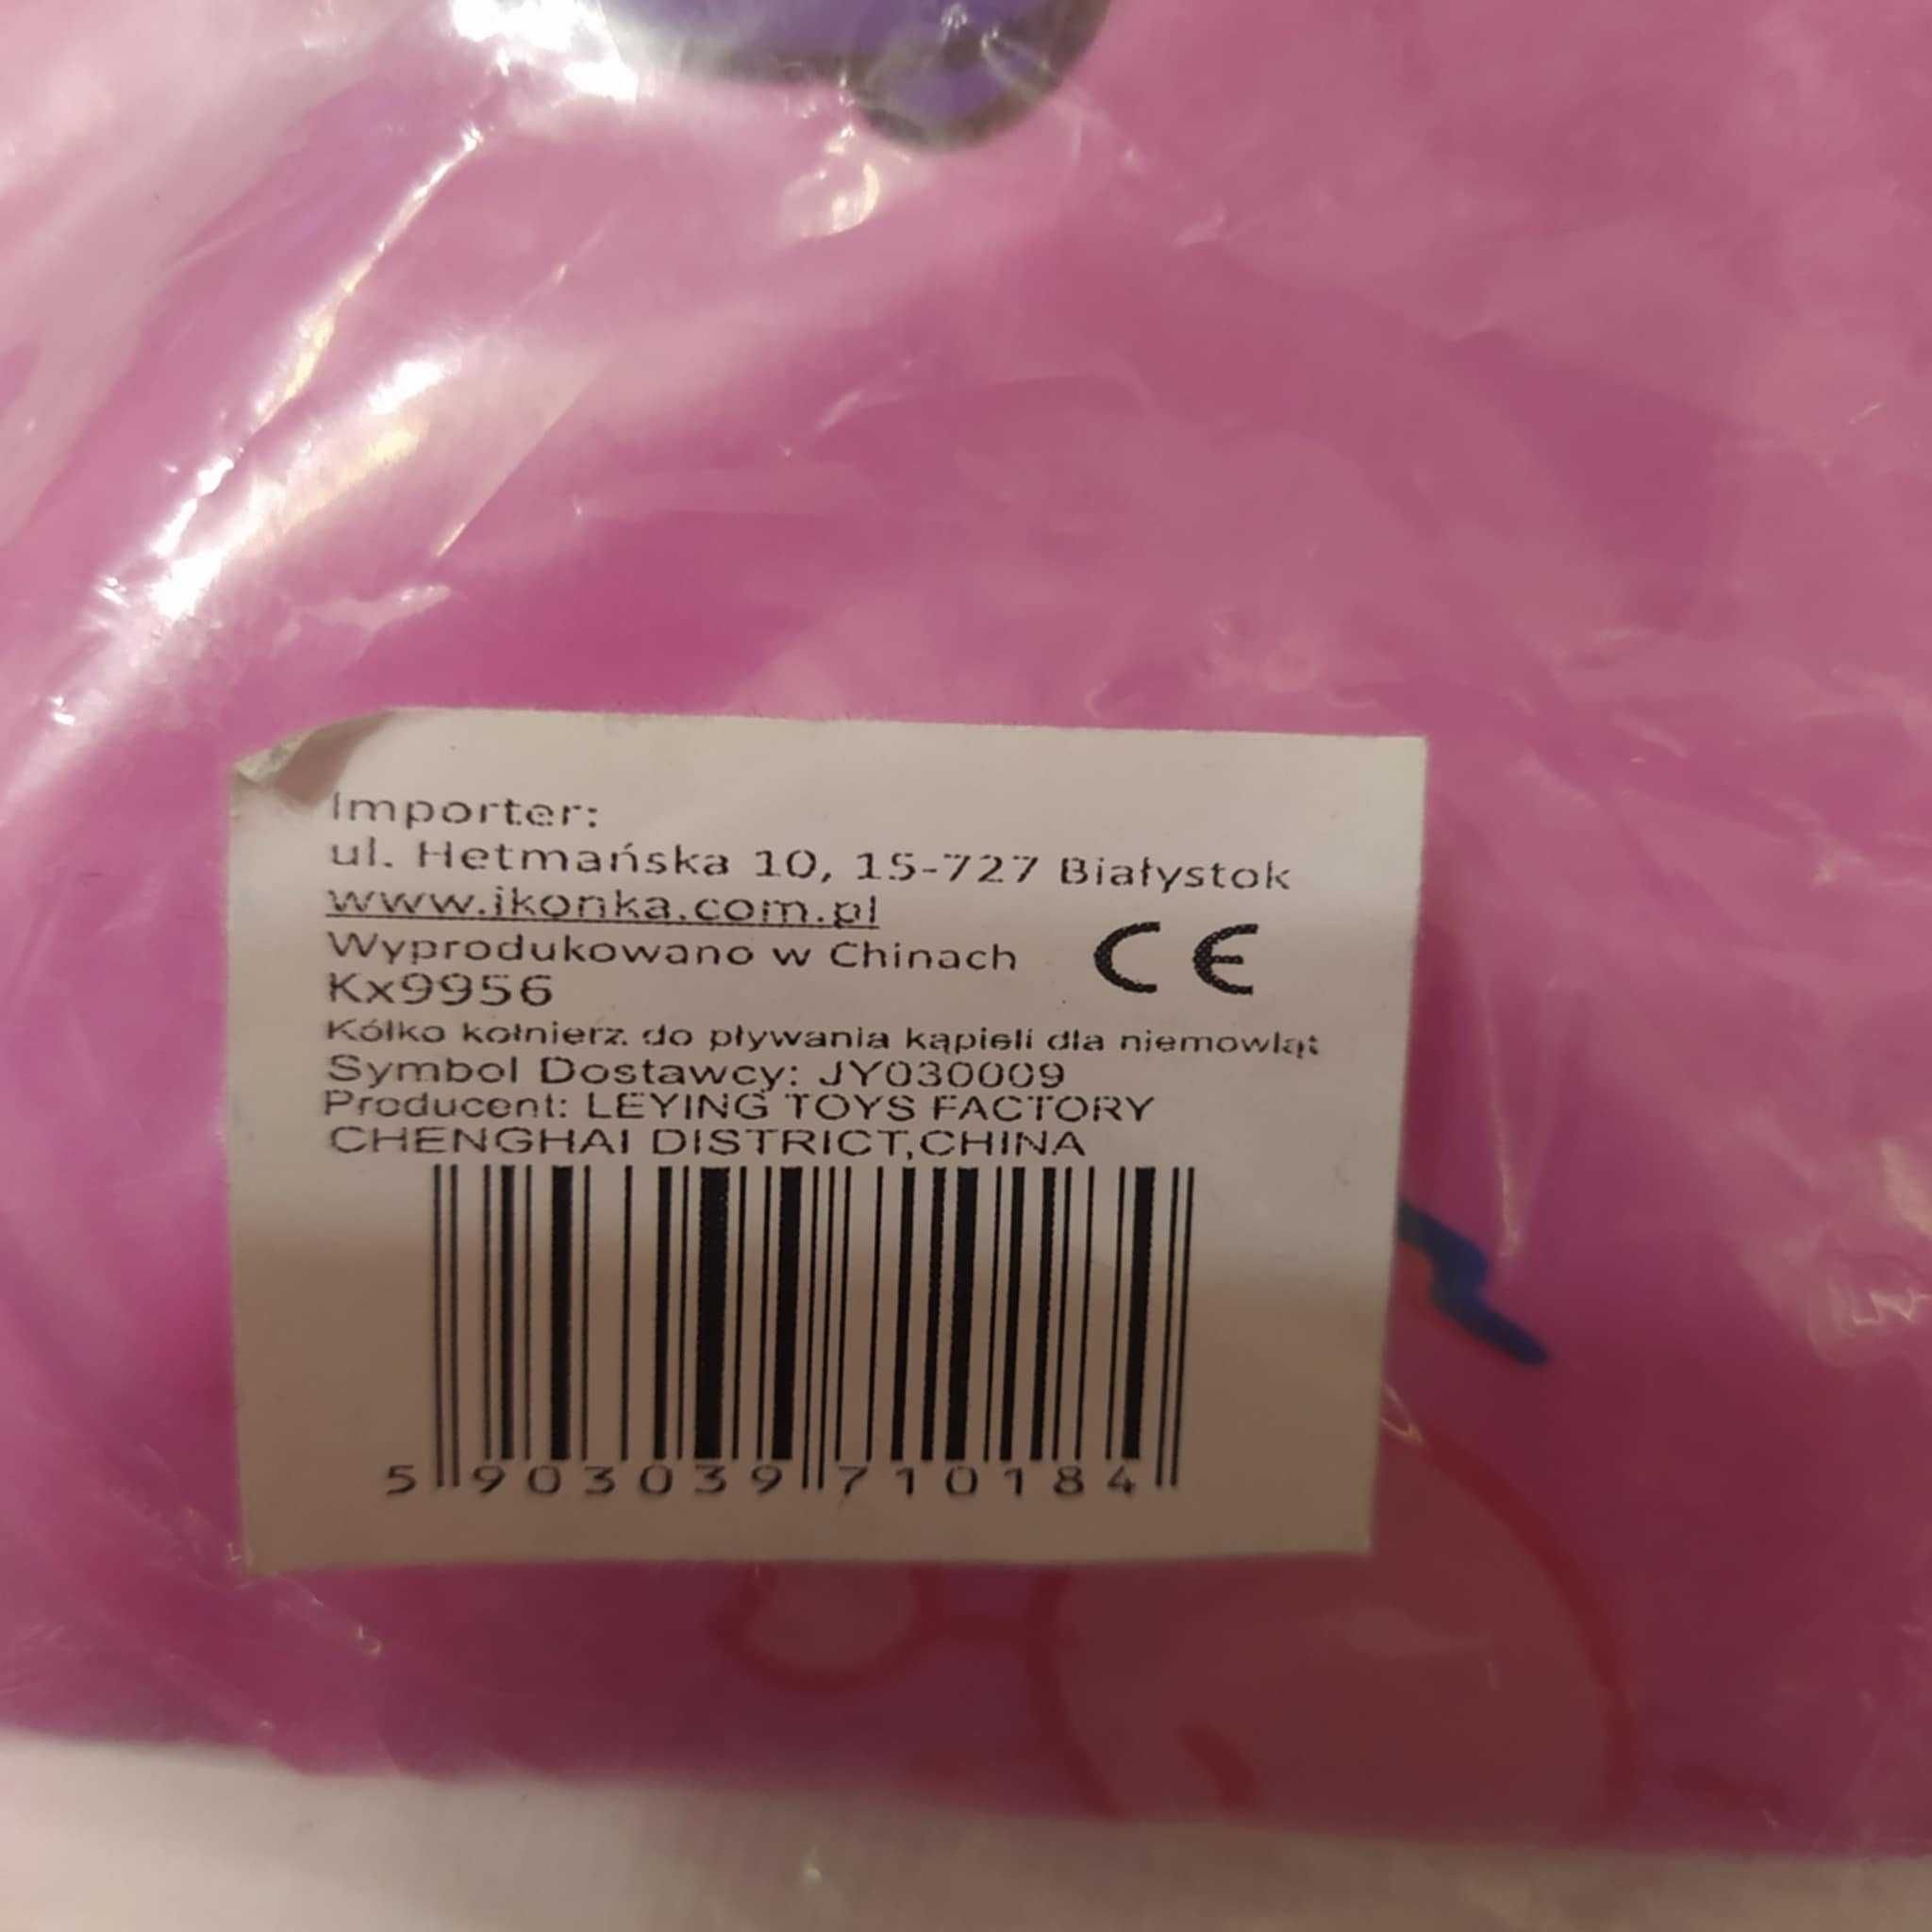 Importer:
ul. Hetmańska 10, 15-727 Białystok
www.ikonka.com.pl
Wyprodukowano w Chinach
CE
Kx9956
Kółko kołnierz do pływania kąpieli dla niemowląt
Symbol Dostawcy: JY030009
Producent: LEYING TOYS FACTORY
CHENGHAI DISTRICT,CHINA
5 903039 710184